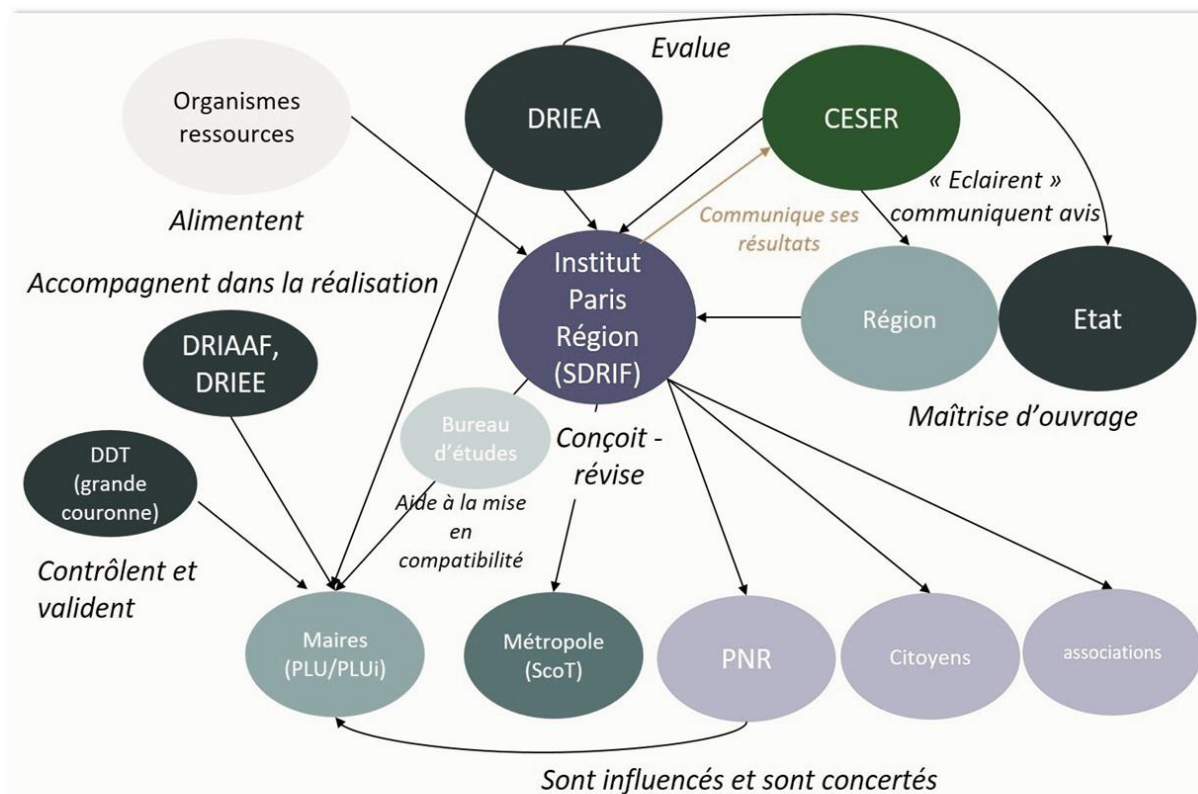 Evalue
Organismes
ressources
DRIEA
CESER
« Eclairent »
communiquent avis
Alimentent
Communique ses
résultats
Accompagnent dans la réalisation
Institut
Paris
Région
(SDRIF)
Région
Etat
DRIAAF,
DRIEE
Maîtrise d'ouvrage
Bureau
d'études
Conçoit -
révise
DDT
(grande
couronne)
Aide à la mise
en
compatibilité
Contrôlent et
valident
Maires
(PLU/PLUi)
Métropole
(ScoT)
PNR
Citoyens
associations
Sont influencés et sont concertés